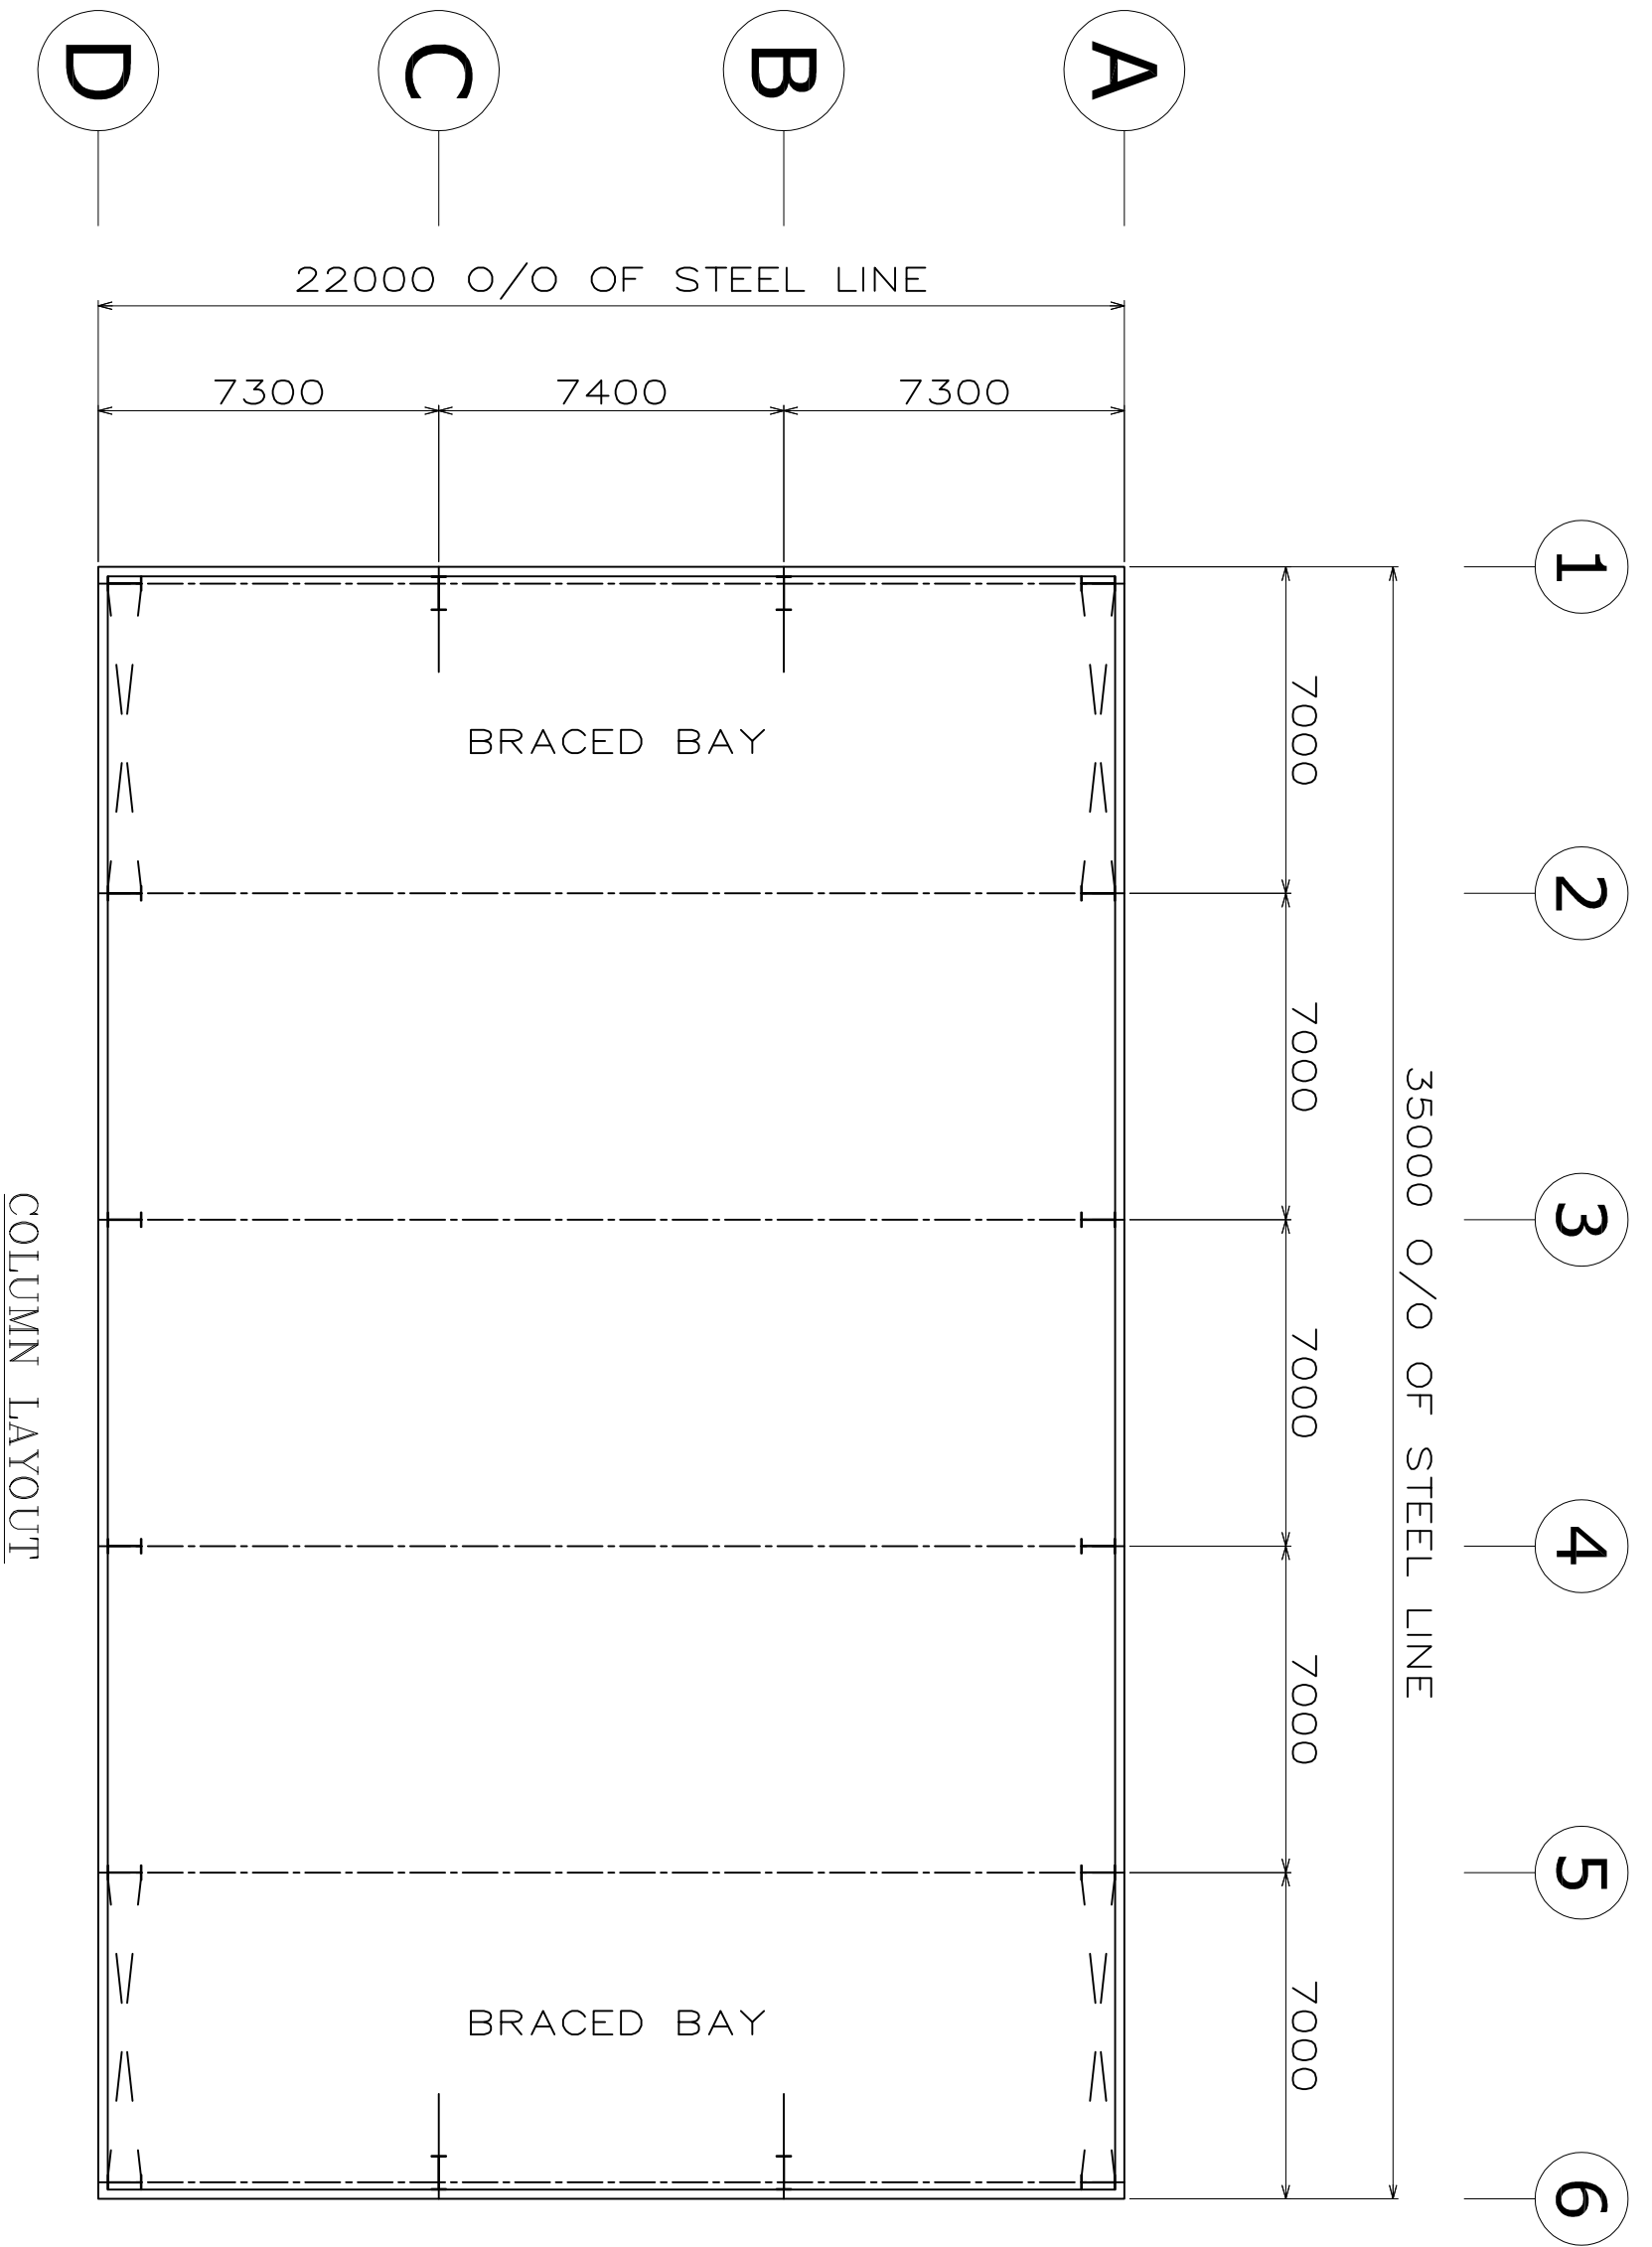 D
C
B
A
22000 O/O OF STEEL LINE
7300
7400
7300
1
7000
BRACED BAY
2
7000
35000 O/O OF STEEL LINE
3
7000
COLUMN LAYOUT
4
7000
5
7000
BRACED BAY
6